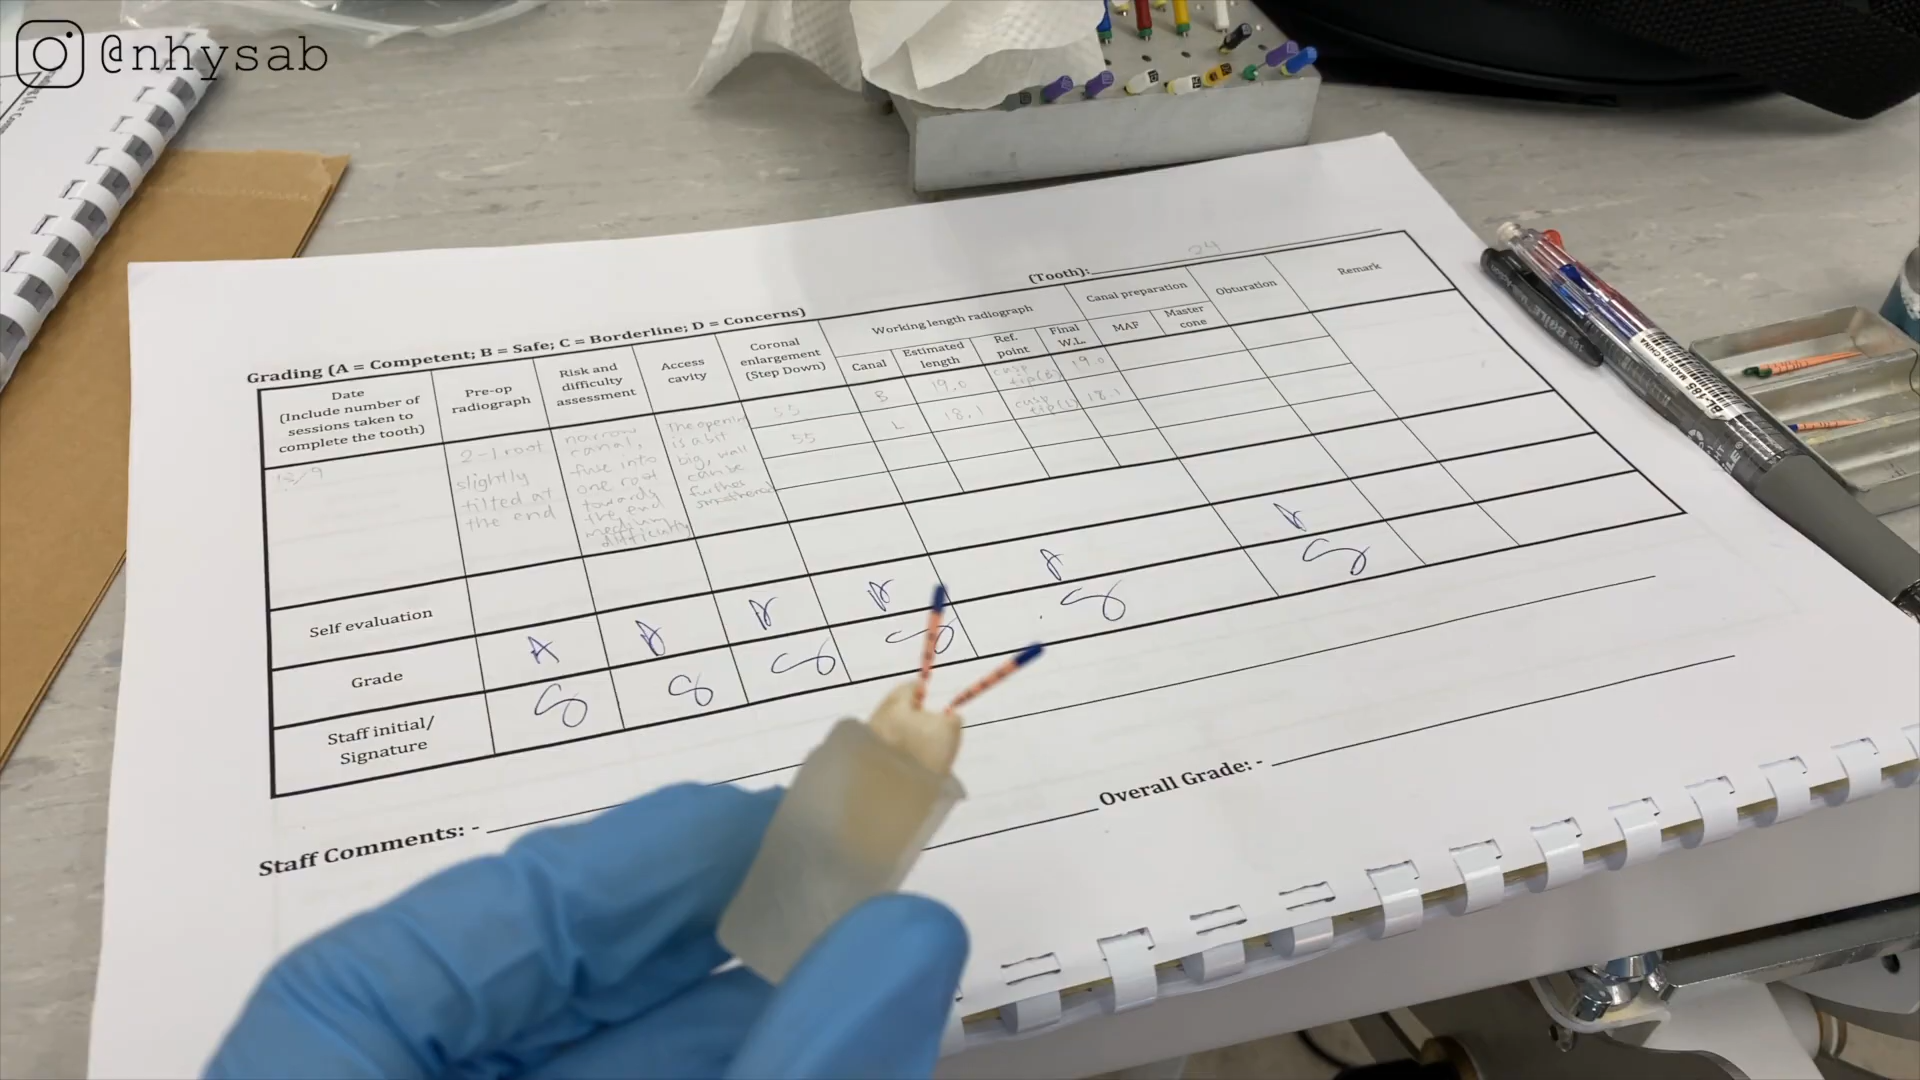 @nhysab
(Tooth): 24
Grading (A = Competent; B = Safe; C = Borderline; D = Concerns)
Date
(Include number of
sessions taken to
complete the tooth)
Pre-op
radiograph
Risk and
difficulty
assessment
Access
cavity
Coronal
enlargement
(Step Down)
Working length radiograph
Canal
Estimated
length
Ref.
point
Final
W.L.
Canal preparation
MAF
Master
cone
Obturation
Remark
2-1 root
slightly
tilted at
the end
narrow
canal,
fuse into
one root
towards
the end
medium
difficulty
The opening
is a bit
big, wall
can be
further
smoothened
55
B
19.0
cusp
tip(B)
19.0
55
L
18.1
cusp
tip(L)
18.1
Self evaluation
Grade
A
A
A
A
A
A
Staff initial/
Signature
Staff Comments: -
Overall Grade: -
BL-1S85 MADE IN CHINA